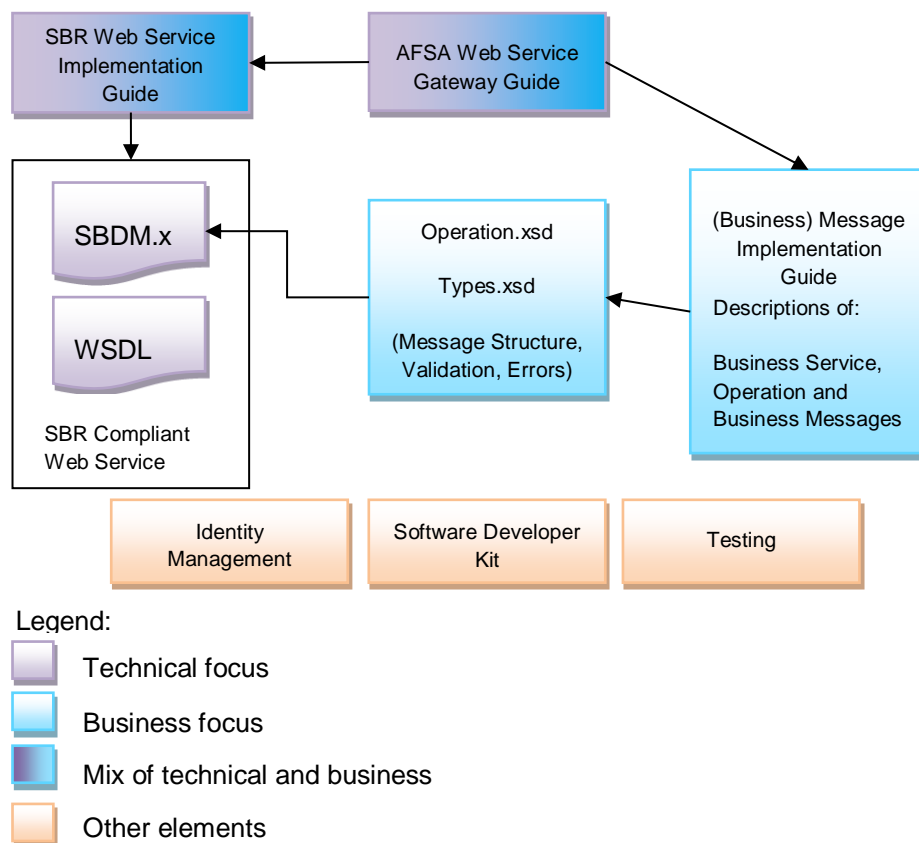 SBR Web Service
Implementation
Guide
AFSA Web Service
Gateway Guide
SBDM.x
WSDL
SBR Compliant
Web Service
Operation.xsd
Types.xsd
(Message Structure,
Validation, Errors)
(Business) Message
Implementation
Guide
Descriptions of:
Business Service,
Operation and
Business Messages
Identity
Management
Software Developer
Kit
Testing
Legend:
Technical focus
Business focus
Mix of technical and business
Other elements